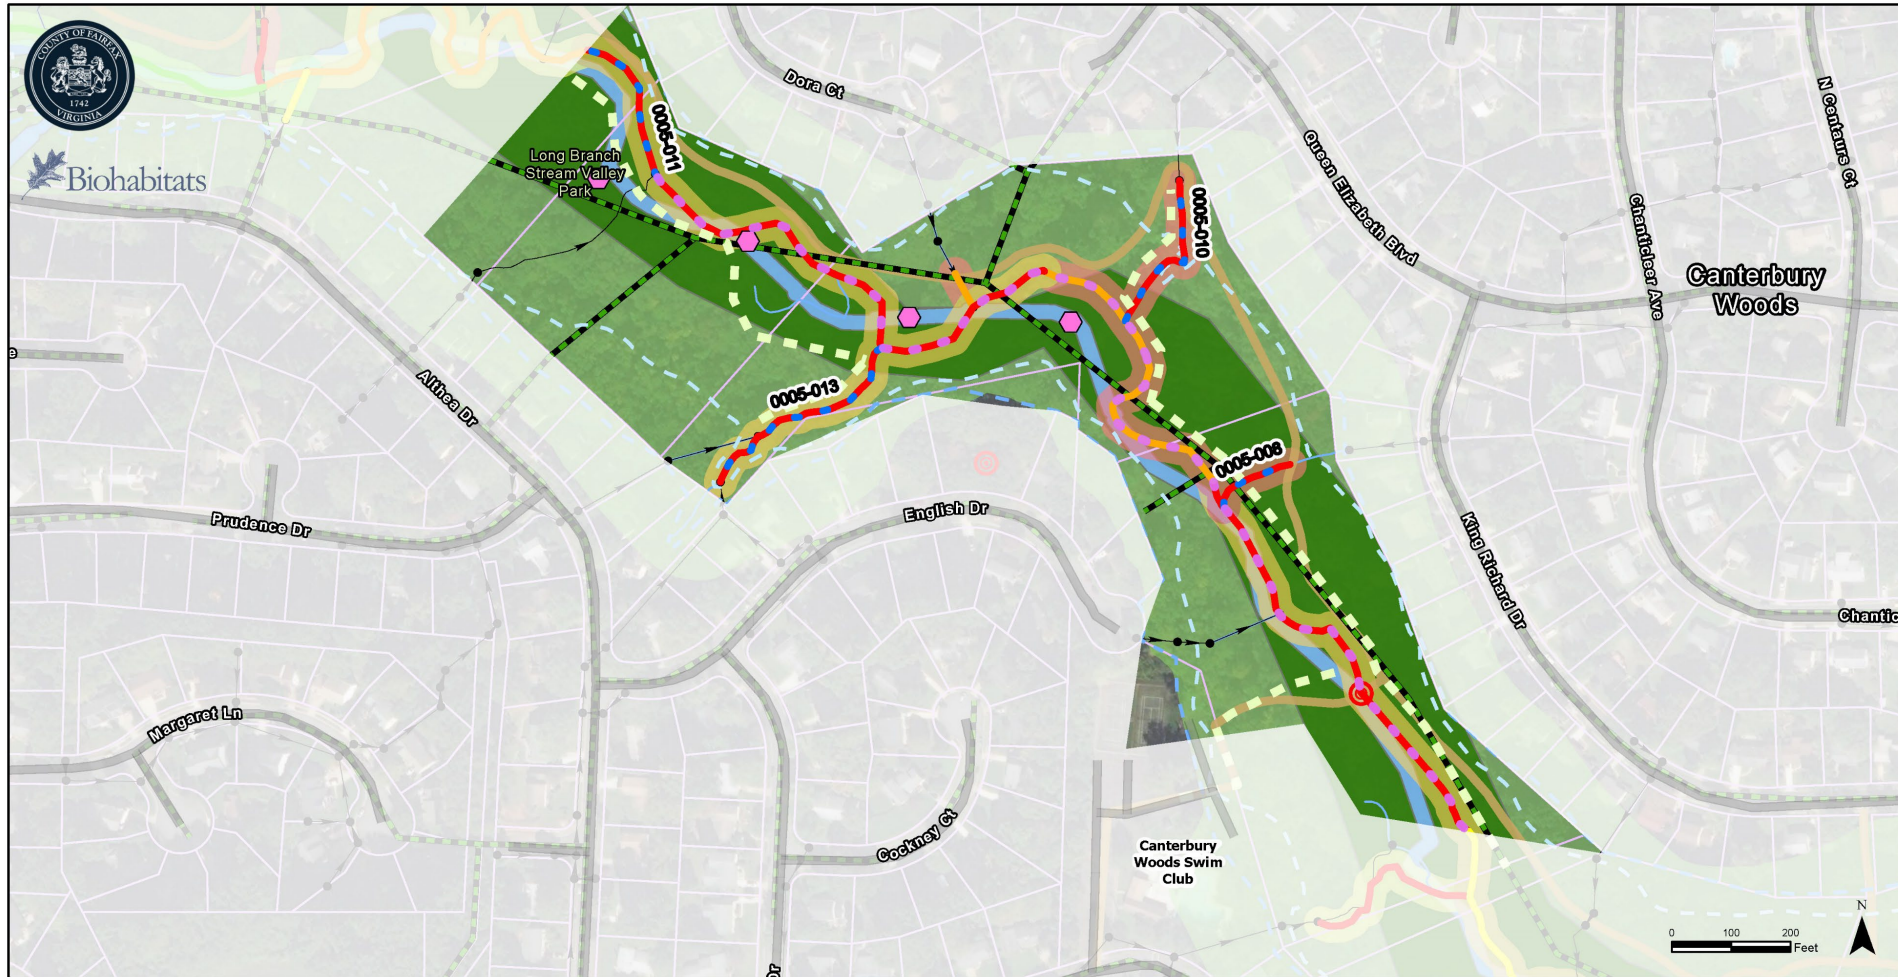 COUNTY OF FAIRFAX
1742
VIRGINIA
Biohabitats
Long Branch
Stream Valley
Park
0005-011
Dora Ct
0005-010
Queen Elizabeth Blvd
N Centaurs Ct
Chanticleer Ave
Canterbury
Woods
Althea Dr
0005-013
0005-008
English Dr
Prudence Dr
King Richard Dr
Chantic
Margaret Ln
Cockney Ct
Canterbury
Woods Swim
Club
N
0 100 200
Feet